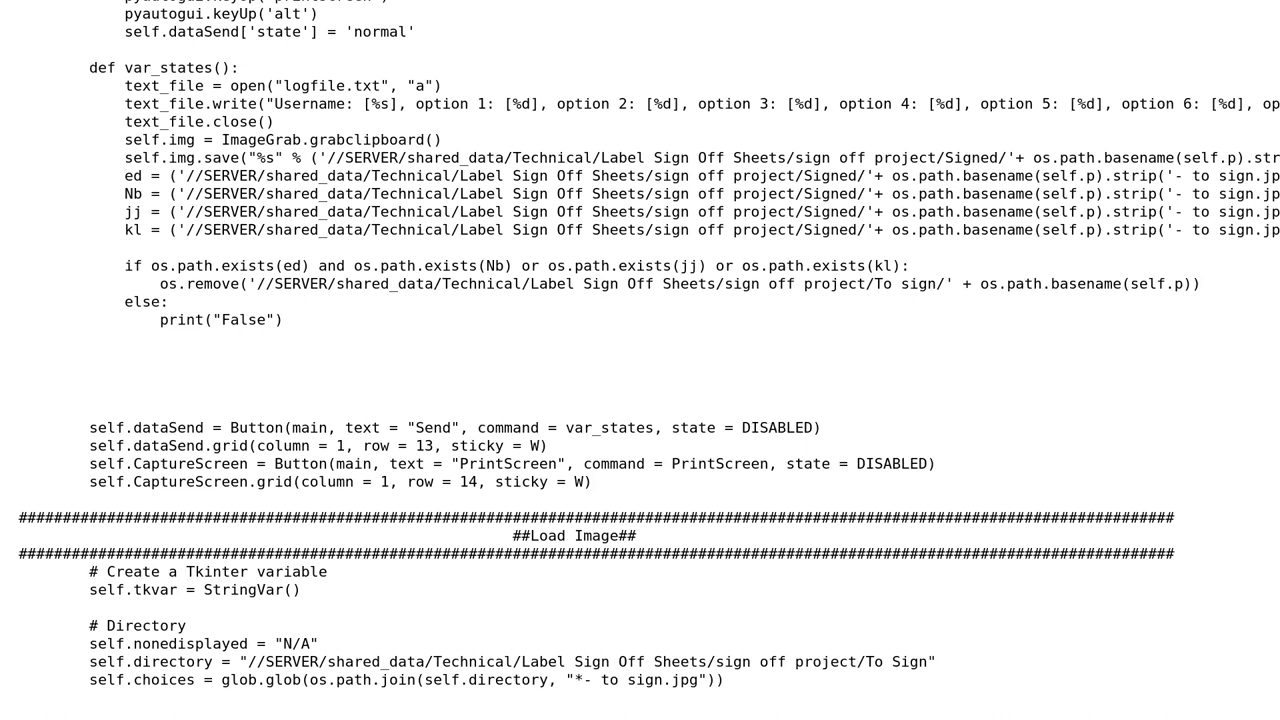 pyautogui.keyUp('printscreen')
pyautogui.keyUp('alt')
self.dataSend['state'] = 'normal'
def var_states():
text_file = open("logfile.txt", "a")
text_file.write("Username: [%s], option 1: [%d], option 2: [%d], option 3: [%d], option 4: [%d], option 5: [%d], option 6: [%d], op
text_file.close()
self.img = ImageGrab.grabclipboard()
self.img.save("%s" % ('//SERVER/shared_data/Technical/Label Sign Off Sheets/sign off project/Signed/'+ os.path.basename(self.p).str
ed = ('//SERVER/shared_data/Technical/Label Sign Off Sheets/sign off project/Signed/'+ os.path.basename(self.p).strip('- to sign.jp
Nb = ('//SERVER/shared_data/Technical/Label Sign Off Sheets/sign off project/Signed/'+ os.path.basename(self.p).strip('- to sign.jp
jj = ('//SERVER/shared_data/Technical/Label Sign Off Sheets/sign off project/Signed/'+ os.path.basename(self.p).strip('- to sign.jp
kl = ('//SERVER/shared_data/Technical/Label Sign Off Sheets/sign off project/Signed/'+ os.path.basename(self.p).strip('- to sign.jp
if os.path.exists(ed) and os.path.exists(Nb) or os.path.exists(jj) or os.path.exists(kl):
os.remove('//SERVER/shared_data/Technical/Label Sign Off Sheets/sign off project/To sign/' + os.path.basename(self.p))
else:
print("False")
self.dataSend = Button(main, text = "Send", command = var_states, state = DISABLED)
self.dataSend.grid(column = 1, row = 13, sticky = W)
self.CaptureScreen = Button(main, text = "PrintScreen", command = PrintScreen, state = DISABLED)
self.CaptureScreen.grid(column = 1, row = 14, sticky = W)
###################################################################################################################################
##Load Image##
###################################################################################################################################
# Create a Tkinter variable
self.tkvar = StringVar()
# Directory
self.nonedisplayed = "N/A"
self.directory = "//SERVER/shared_data/Technical/Label Sign Off Sheets/sign off project/To Sign"
self.choices = glob.glob(os.path.join(self.directory, "*- to sign.jpg"))